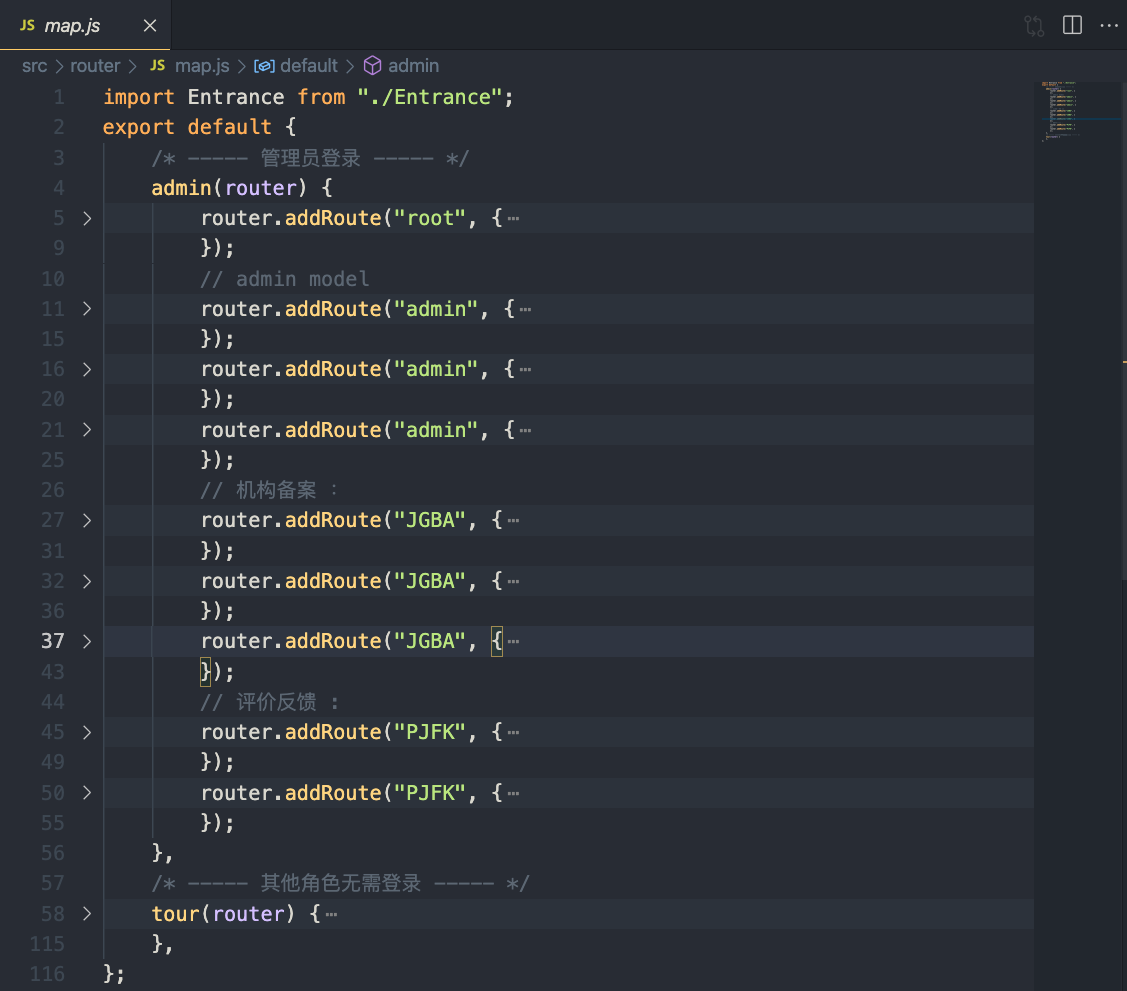 JS map.js
src > router > JS map.js > default > admin
1 import Entrance from "./Entrance";
2 export default {
3 /* ----- 管理员登录 ----- */
4 admin(router) {
5 router.addRoute("root", {…
9 });
10 // admin model
11 router.addRoute("admin", {…
15 });
16 router.addRoute("admin", {…
20 });
21 router.addRoute("admin", {…
25 });
26 // 机构备案 :
27 router.addRoute("JGBA", {…
31 });
32 router.addRoute("JGBA", {…
36 });
37 router.addRoute("JGBA", {…
43 });
44 // 评价反馈 :
45 router.addRoute("PJFK", {…
49 });
50 router.addRoute("PJFK", {…
55 });
56 },
57 /* ----- 其他角色无需登录 ----- */
58 tour(router) {…
115 },
116 };